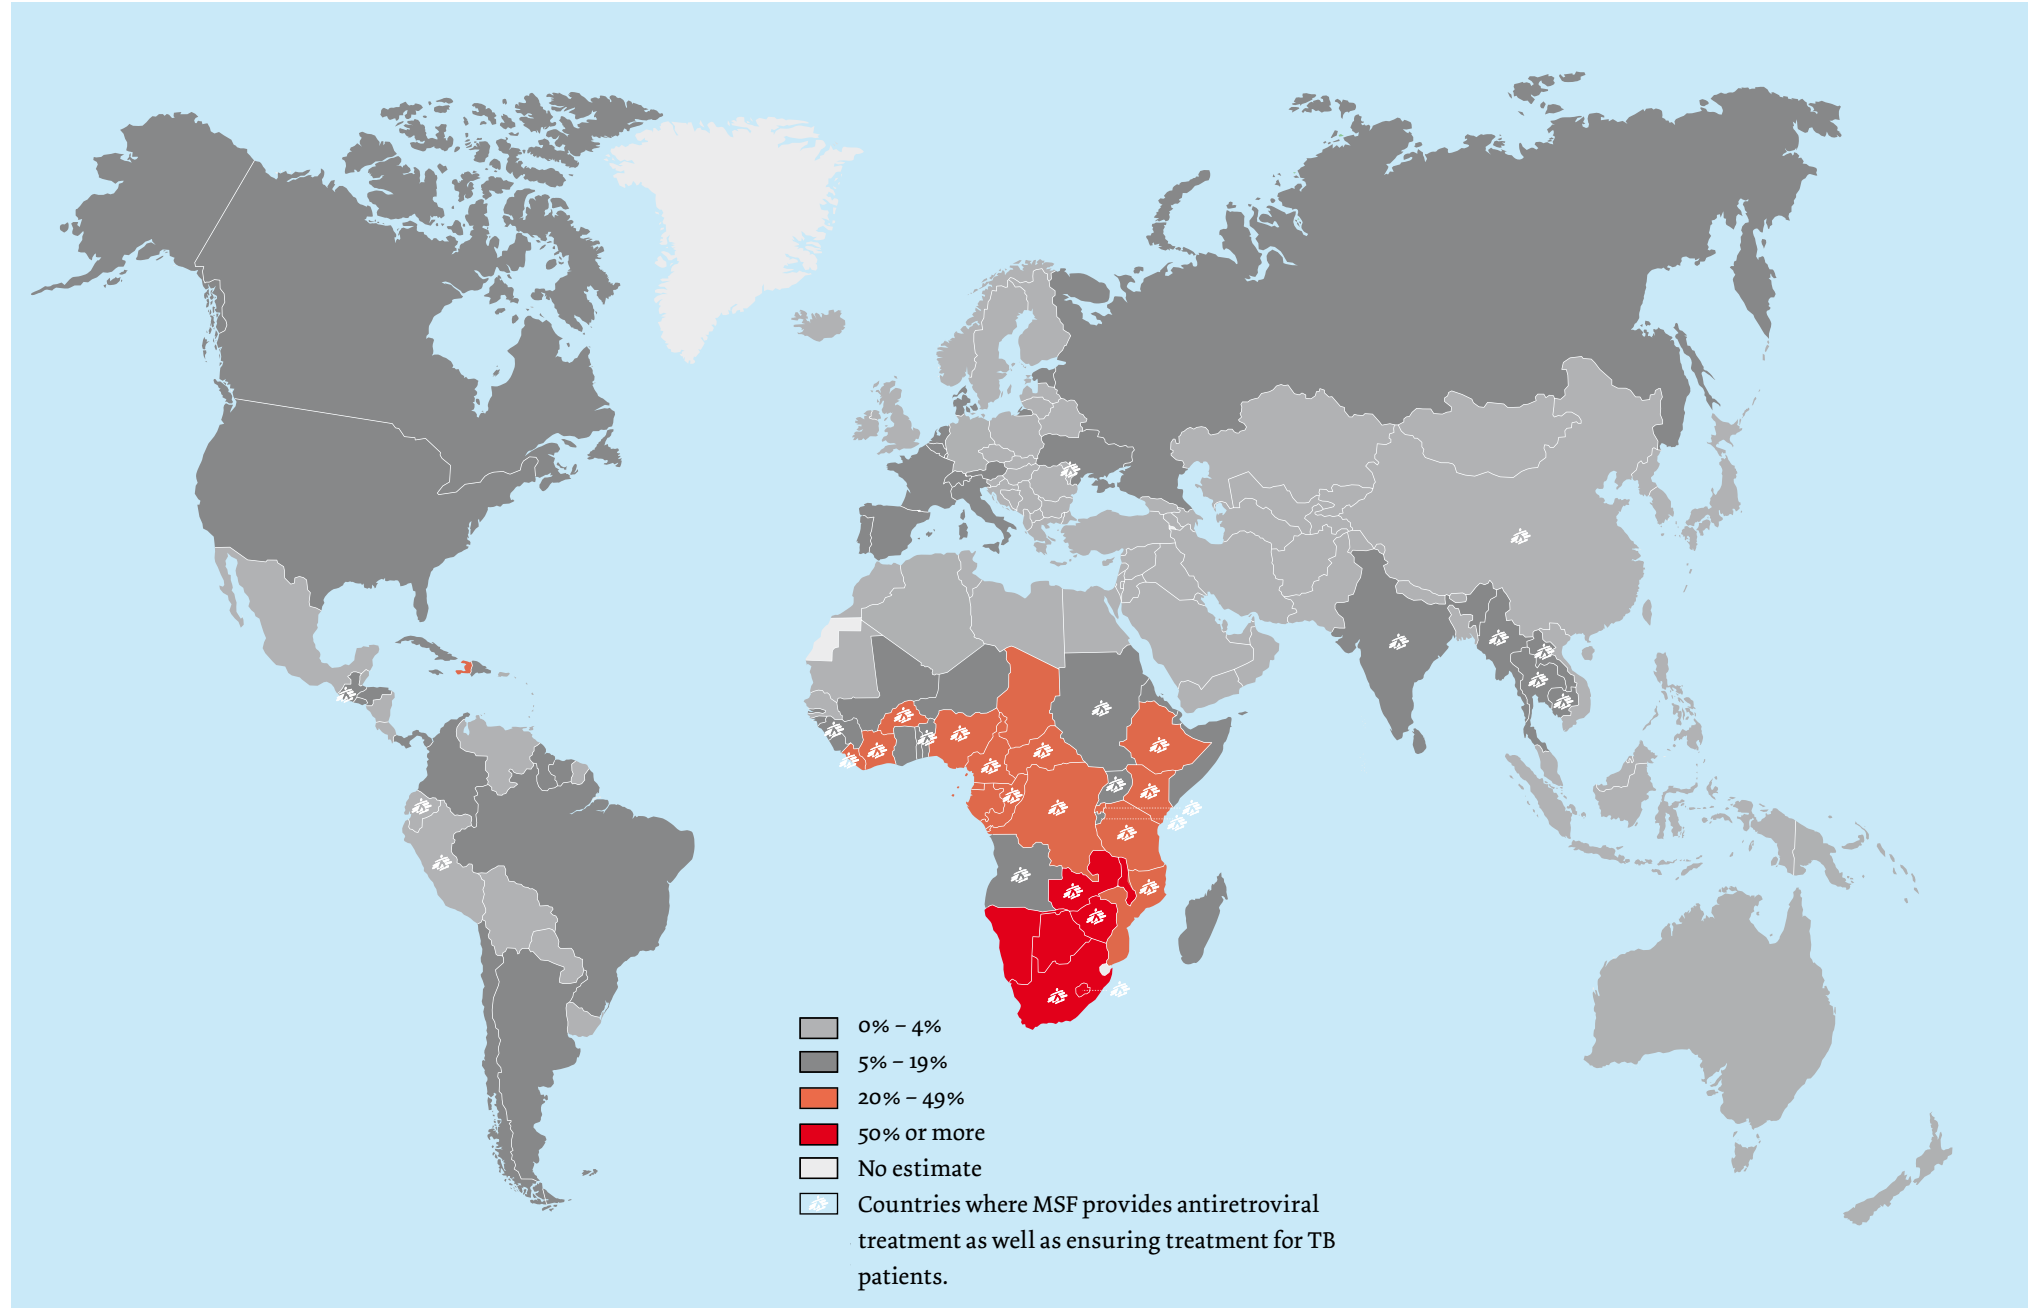 0% – 4%
5% – 19%
20% – 49%
50% or more
No estimate
Countries where MSF provides antiretroviral
treatment as well as ensuring treatment for TB
patients.